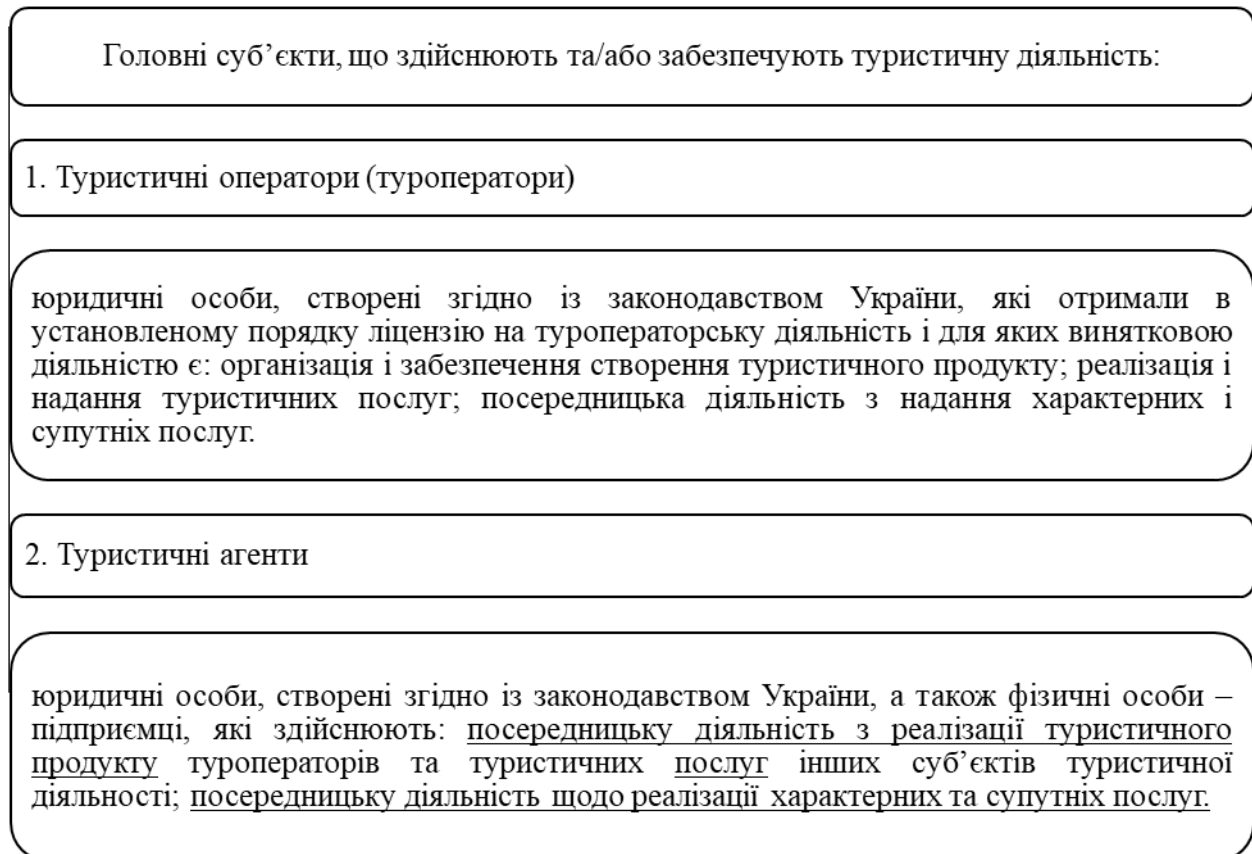 Головні суб’єкти, що здійснюють та/або забезпечують туристичну діяльність:
1. Туристичні оператори (туроператори)
юридичні особи, створені згідно із законодавством України, які отримали в
установленому порядку ліцензію на туроператорську діяльність і для яких винятковою
діяльністю є: організація і забезпечення створення туристичного продукту; реалізація і
надання туристичних послуг; посередницька діяльність з надання характерних і
супутніх послуг.
2. Туристичні агенти
юридичні особи, створені згідно із законодавством України, а також фізичні особи –
підприємці, які здійснюють: посередницьку діяльність з реалізації туристичного
продукту туроператорів та туристичних послуг інших суб’єктів туристичної
діяльності; посередницьку діяльність щодо реалізації характерних та супутніх послуг.